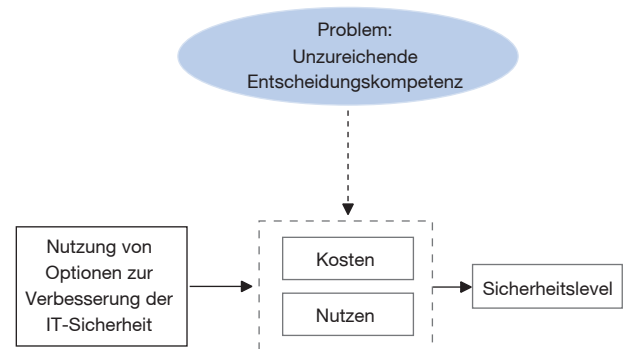 Problem:
Unzureichende
Entscheidungskompetenz
Nutzung von
Optionen zur
Verbesserung der
IT-Sicherheit
Kosten
Nutzen
Sicherheitslevel